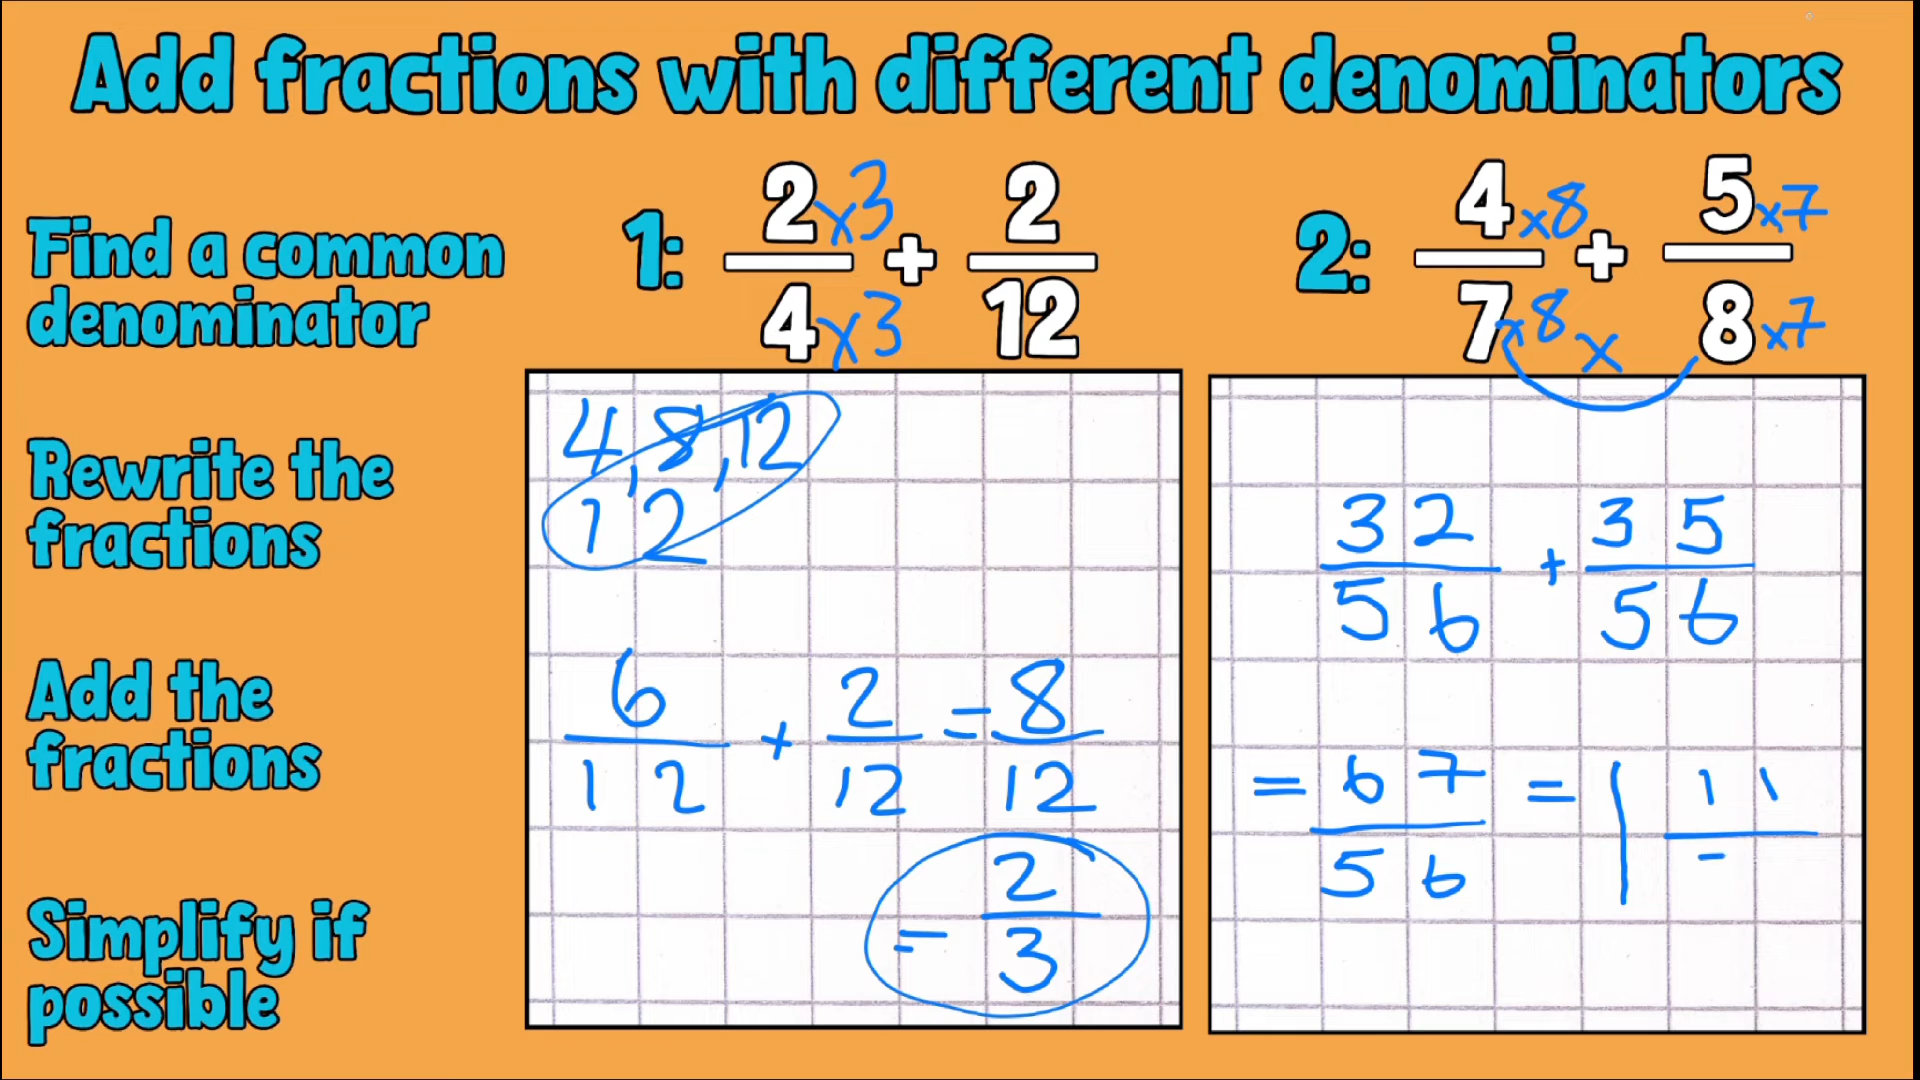 Add fractions with different denominators
Find a common
denominator
Rewrite the
fractions
Add the
fractions
Simplify if
possible
1:
2 x3 + 2
4 x3 12
4, 8, 12
12
6 + 2 = 8
12 12 12
= 2
3
2:
4 x8 + 5 x7
7 x8 x 8 x7
32 + 35
56 56
= 67 = 1 11
56